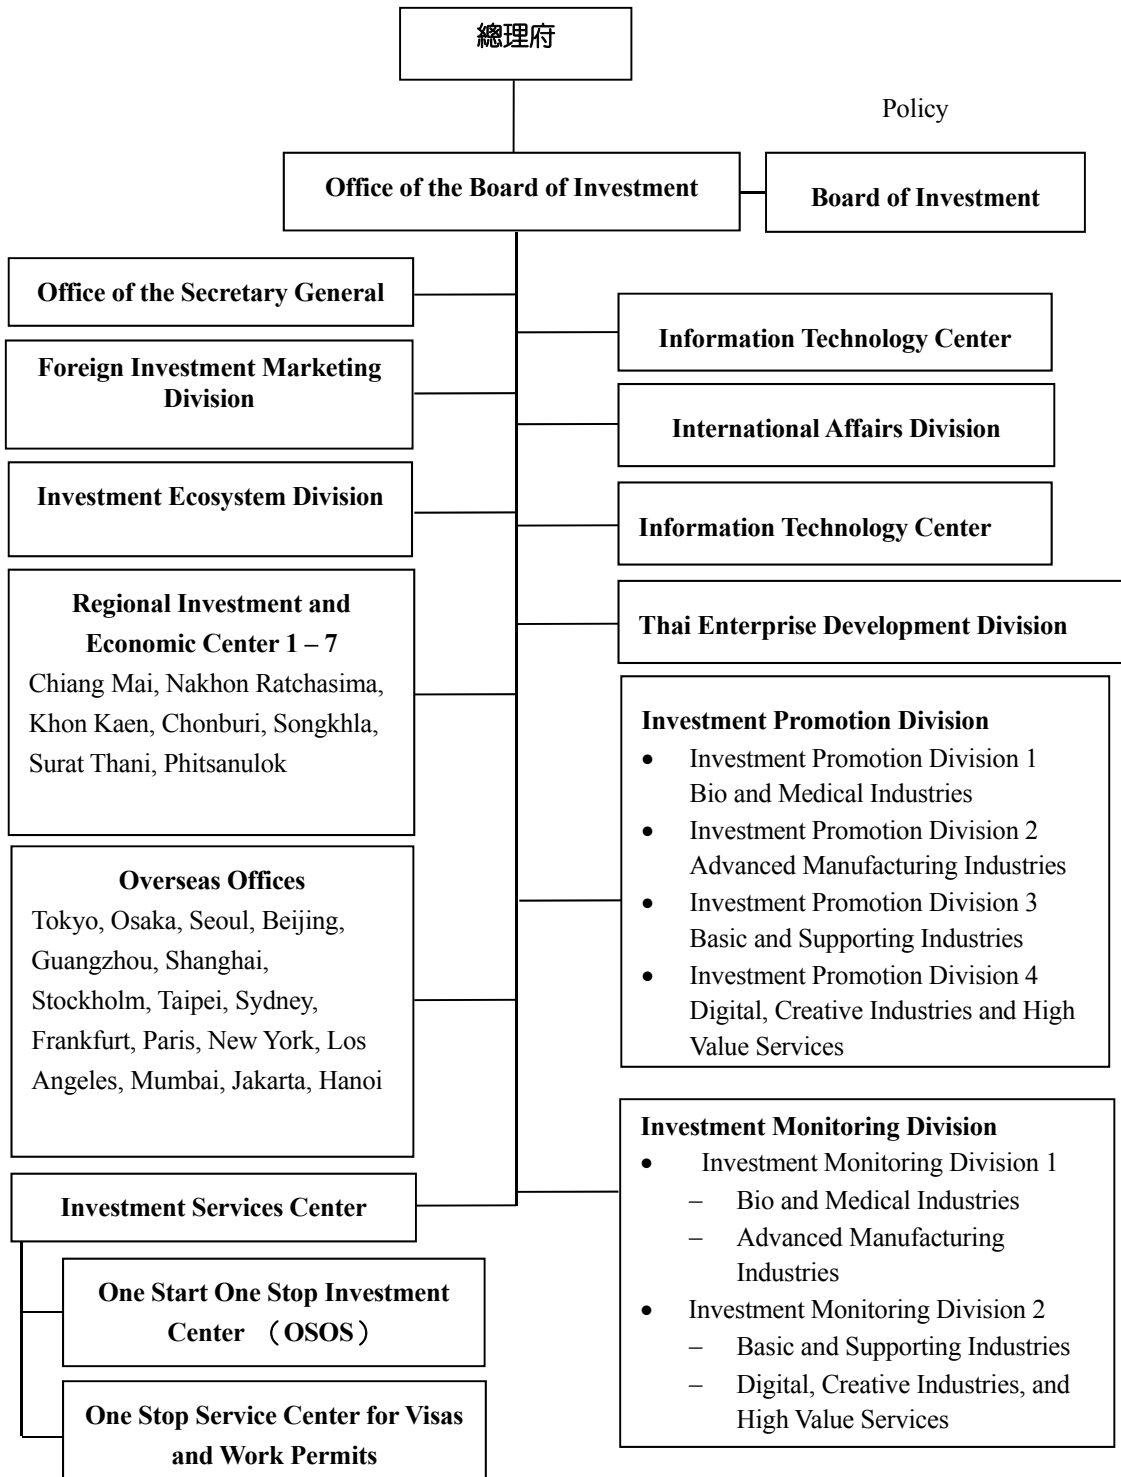 總理府
Policy
Office of the Board of Investment
Board of Investment
Office of the Secretary General
Foreign Investment Marketing
Division
Investment Ecosystem Division
Regional Investment and
Economic Center 1 – 7
Chiang Mai, Nakhon Ratchasima,
Khon Kaen, Chonburi, Songkhla,
Surat Thani, Phitsanulok
Overseas Offices
Tokyo, Osaka, Seoul, Beijing,
Guangzhou, Shanghai,
Stockholm, Taipei, Sydney,
Frankfurt, Paris, New York, Los
Angeles, Mumbai, Jakarta, Hanoi
Investment Services Center
One Start One Stop Investment
Center （OSOS）
One Stop Service Center for Visas
and Work Permits
Information Technology Center
International Affairs Division
Information Technology Center
Thai Enterprise Development Division
Investment Promotion Division
• Investment Promotion Division 1
Bio and Medical Industries
• Investment Promotion Division 2
Advanced Manufacturing Industries
• Investment Promotion Division 3
Basic and Supporting Industries
• Investment Promotion Division 4
Digital, Creative Industries and High
Value Services
Investment Monitoring Division
• Investment Monitoring Division 1
– Bio and Medical Industries
– Advanced Manufacturing
Industries
• Investment Monitoring Division 2
– Basic and Supporting Industries
– Digital, Creative Industries, and
High Value Services